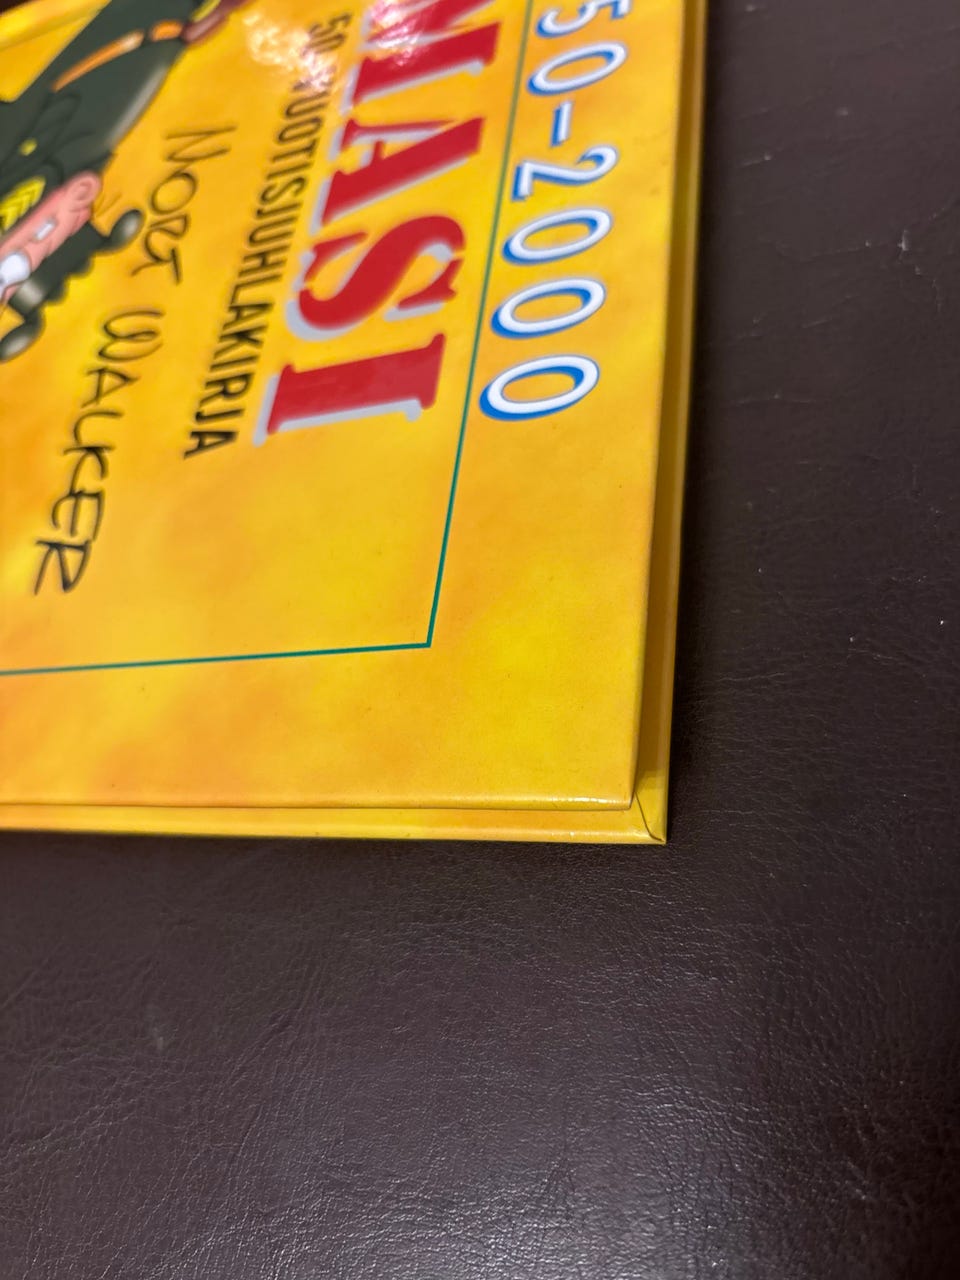 50-2000
MASI
50-VUOTISJUHLAKIRJA
MORT WALKER